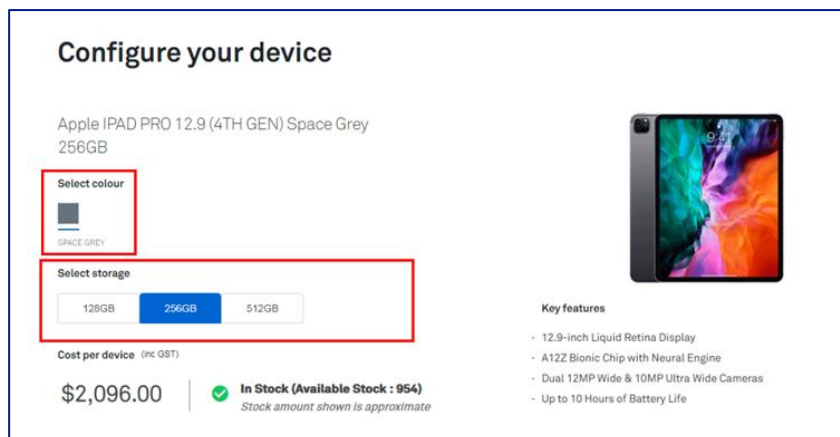 Configure your device
Apple IPAD PRO 12.9 (4TH GEN) Space Grey
256GB
Select colour
SPACE GREY
Select storage
128GB
256GB
512GB
Cost per device (inc GST)
$2,096.00
In Stock (Available Stock : 954)
Stock amount shown is approximate
9:41
Key features
· 12.9-inch Liquid Retina Display
· A12Z Bionic Chip with Neural Engine
· Dual 12MP Wide & 10MP Ultra Wide Cameras
· Up to 10 Hours of Battery Life